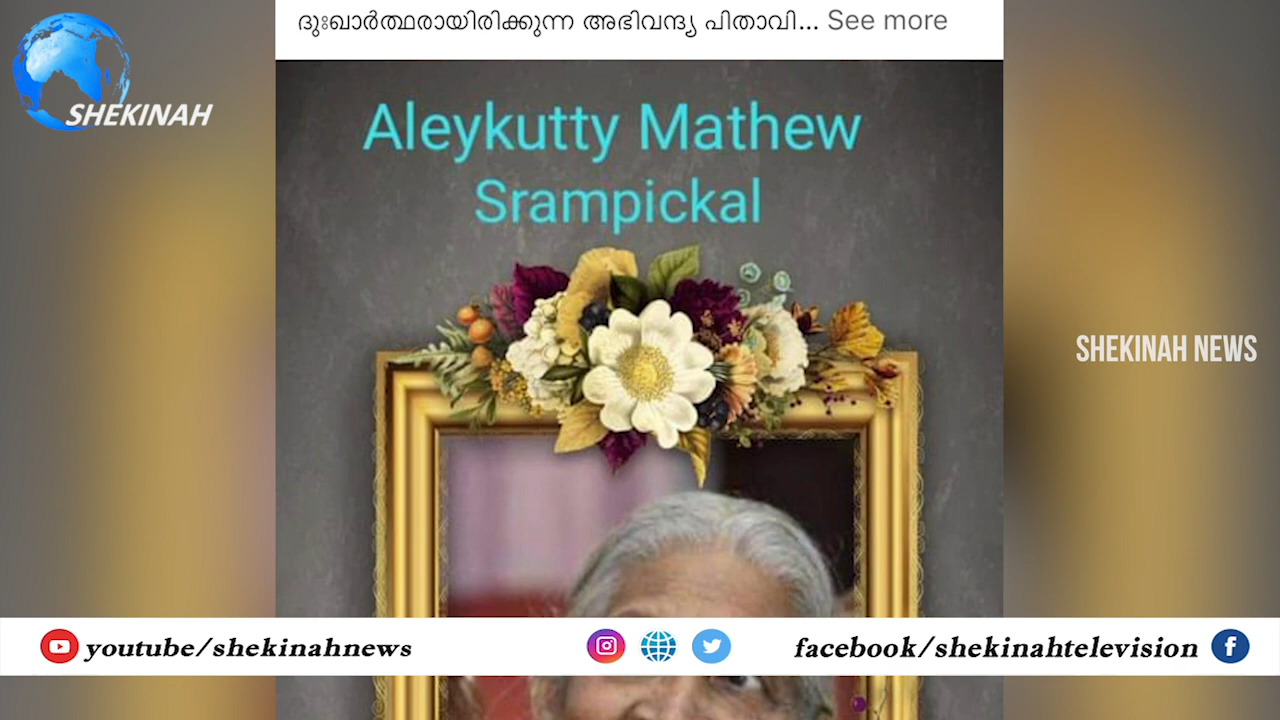 ദുഃഖാർത്ഥരായിരിക്കുന്ന അഭിവന്ദ്യ പിതാവി... See more
SHEKINAH
Aleykutty Mathew
Srampickal
SHEKINAH NEWS
youtube/shekinahnews
facebook/shekinahtelevision